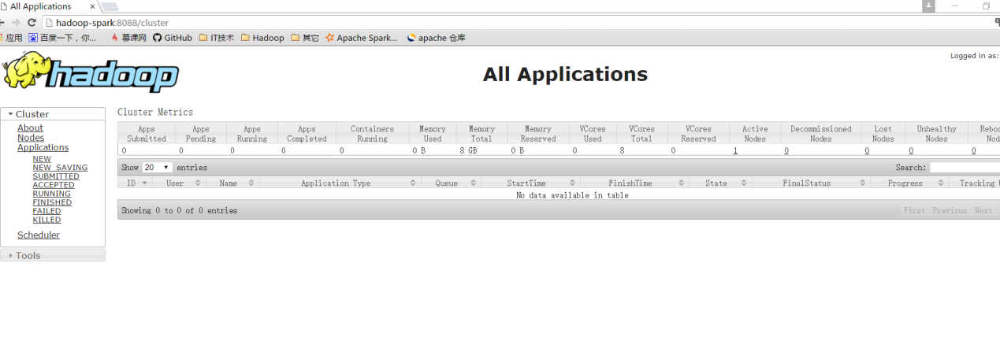 All Applications
hadoop-spark:8088/cluster
应用 百度一下，你... 慕课网 GitHub IT技术 Hadoop 其它 Apache Spark... apache 仓库
Logged in as:
hadoop
All Applications
Cluster
About
Nodes
Applications
NEW
NEW_SAVING
SUBMITTED
ACCEPTED
RUNNING
FINISHED
FAILED
KILLED
Scheduler
Tools
Cluster Metrics
Apps Submitted Apps Pending Apps Running Apps Completed Containers Running Memory Used Memory Total Memory Reserved VCores Used VCores Total VCores Reserved Active Nodes Decommissioned Nodes Lost Nodes Unhealthy Nodes Nodes
0 0 0 0 0 0 B 8 GB 0 B 0 8 0 1 0 0 0 0
Show 20 entries Search:
ID User Name Application Type Queue StartTime FinishTime State FinalStatus Progress Tracking
No data available in table
Showing 0 to 0 of 0 entries First Previous Next